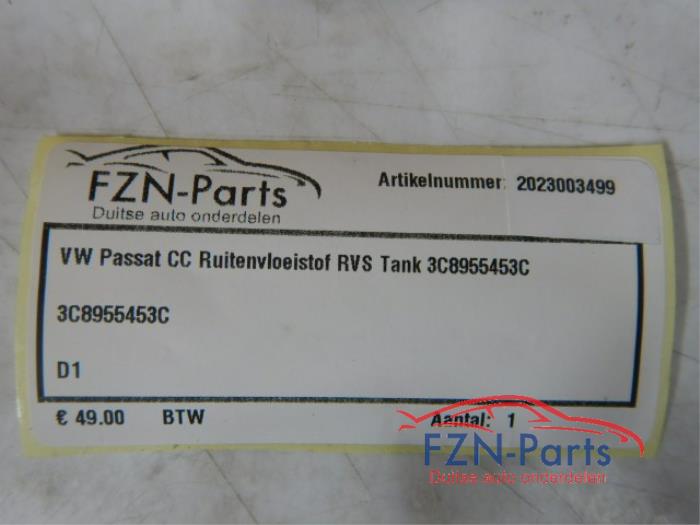 FZN-Parts
Duitse auto onderdelen
Artikelnummer: 2023003499
VW Passat CC Ruitenvloeistof RVS Tank 3C8955453C
3C8955453C
D1
€ 49.00 BTW Aantal: 1
FZN-Parts
Duitse auto onderdelen